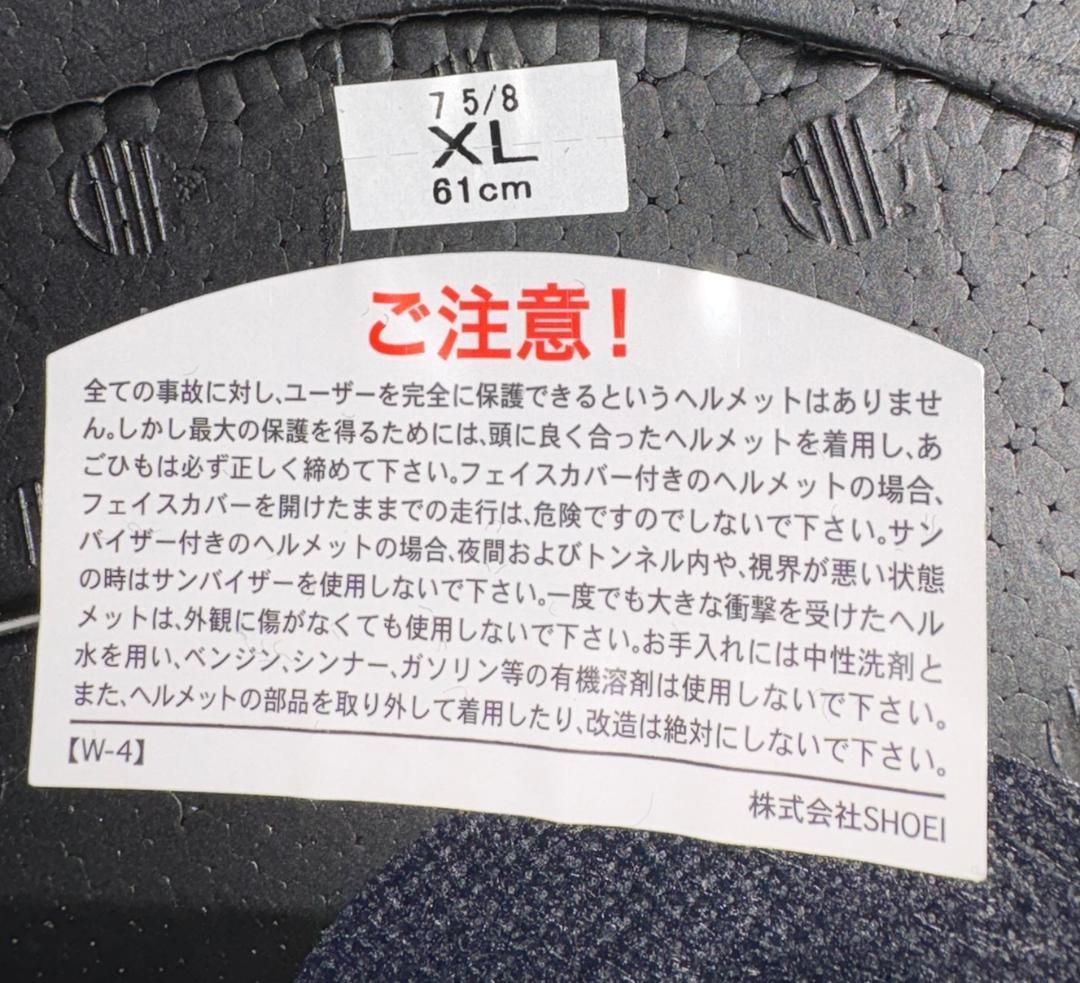 7 5/8
XL
61cm
ご注意！
全ての事故に対し、ユーザーを完全に保護できるというヘルメットはありませ
ん。しかし最大の保護を得るためには、頭に良く合ったヘルメットを着用し、あ
ごひもは必ず正しく締めて下さい。フェイスカバー付きのヘルメットの場合、
フェイスカバーを開けたままでの走行は、危険ですのでしないで下さい。サン
バイザー付きのヘルメットの場合、夜間およびトンネル内や、視界が悪い状態
の時はサンバイザーを使用しないで下さい。一度でも大きな衝撃を受けたヘル
メットは、外観に傷がなくても使用しないで下さい。お手入れには中性洗剤と
水を用い、ベンジン、シンナー、ガソリン等の有機溶剤は使用しないで下さい。
また、ヘルメットの部品を取り外して着用したり、改造は絶対にしないで下さい。
【W-4】
株式会社SHOEI